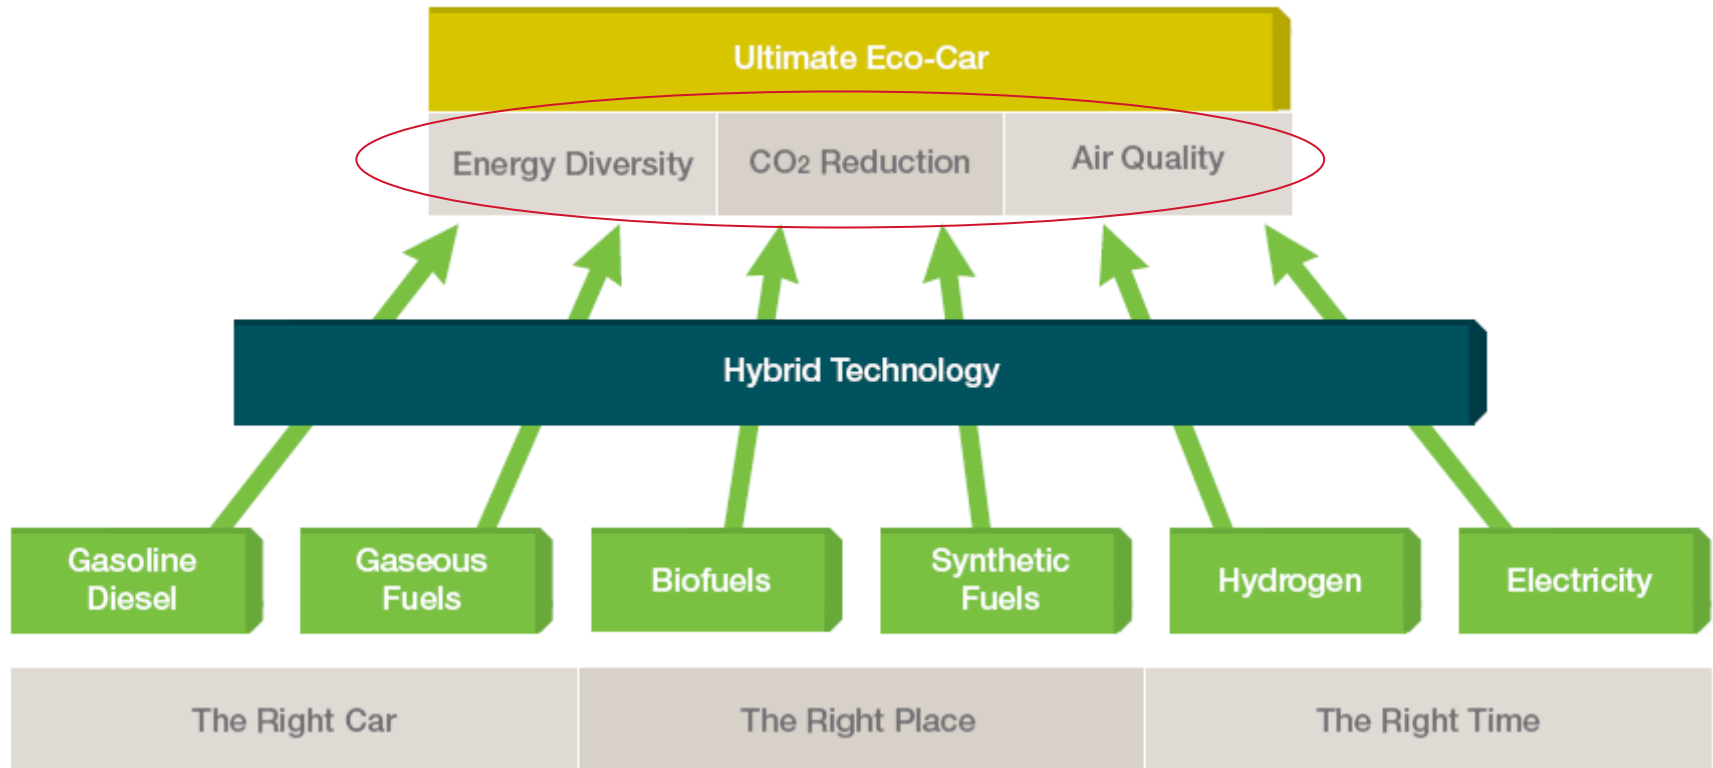 Ultimate Eco-Car
Energy Diversity
CO2 Reduction
Air Quality
Hybrid Technology
Gasoline
Diesel
Gaseous
Fuels
Biofuels
Synthetic
Fuels
Hydrogen
Electricity
The Right Car
The Right Place
The Right Time